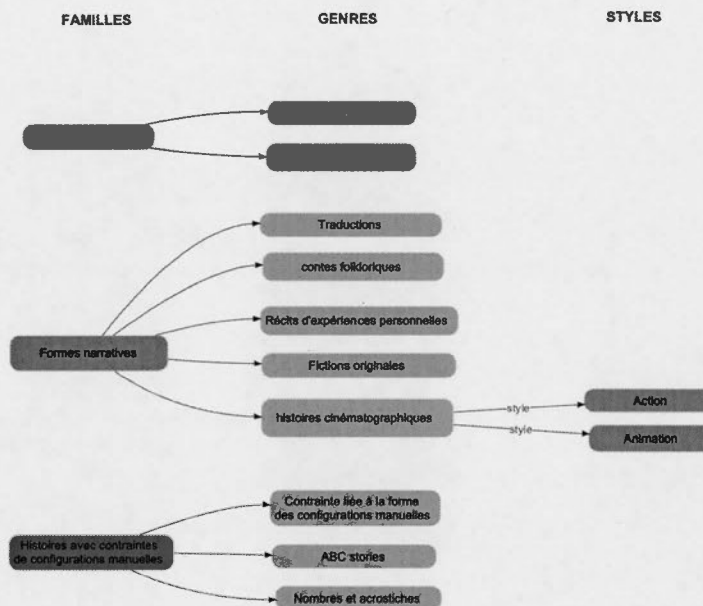 FAMILLES
GENRES
STYLES
Traductions
contes folkloriques
Récits d'expériences personnelles
Formes narratives
Fictions originales
histoires cinématographiques
style
Action
style
Animation
Contrainte liée à la forme
des configurations manuelles
Histoires avec contraintes
de configurations manuelles
ABC stories
Nombres et acrostiches